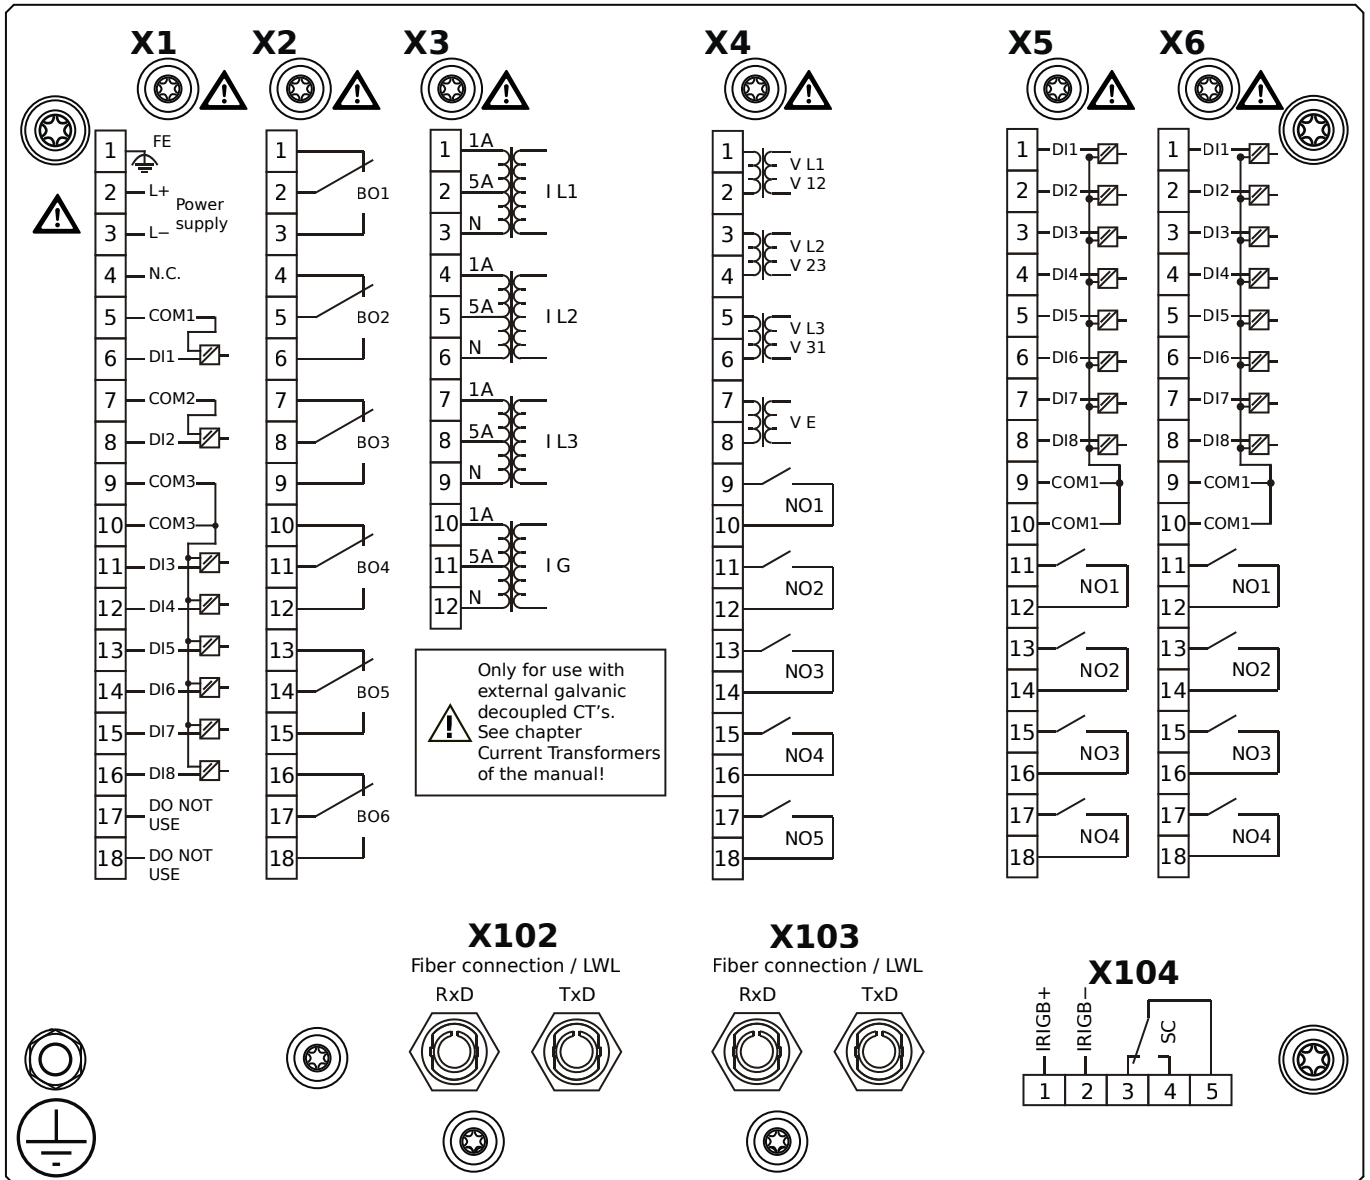 X1 X2 X3 X4 X5 X6
1 FE
2 L+
Power
supply
3 L−
4 N.C.
5 COM1
6 DI1
7 COM2
8 DI2
9 COM3
10 COM3
11 DI3
12 DI4
13 DI5
14 DI6
15 DI7
16 DI8
17 DO NOT
USE
18 DO NOT
USE
1
2 BO1
3
4
5 BO2
6
7
8 BO3
9
10
11 BO4
12
13
14 BO5
15
16
17 BO6
18
1 1A
2 5A I L1
3 N
4 1A
5 5A I L2
6 N
7 1A
8 5A I L3
9 N
10 1A
11 5A I G
12 N
Only for use with
external galvanic
decoupled CT's.
See chapter
Current Transformers
of the manual!
1 V L1
2 V 12
3 V L2
4 V 23
5 V L3
6 V 31
7 V E
8
9
NO1
10
11
NO2
12
13
NO3
14
15
NO4
16
17
NO5
18
1 DI1
2 DI2
3 DI3
4 DI4
5 DI5
6 DI6
7 DI7
8 DI8
9 COM1
10 COM1
11
NO1
12
13
NO2
14
15
NO3
16
17
NO4
18
1 DI1
2 DI2
3 DI3
4 DI4
5 DI5
6 DI6
7 DI7
8 DI8
9 COM1
10 COM1
11
NO1
12
13
NO2
14
15
NO3
16
17
NO4
18
X102
Fiber connection / LWL
RxD TxD
X103
Fiber connection / LWL
RxD TxD
X104
IRIGB+ IRIGB− SC
1 2 3 4 5